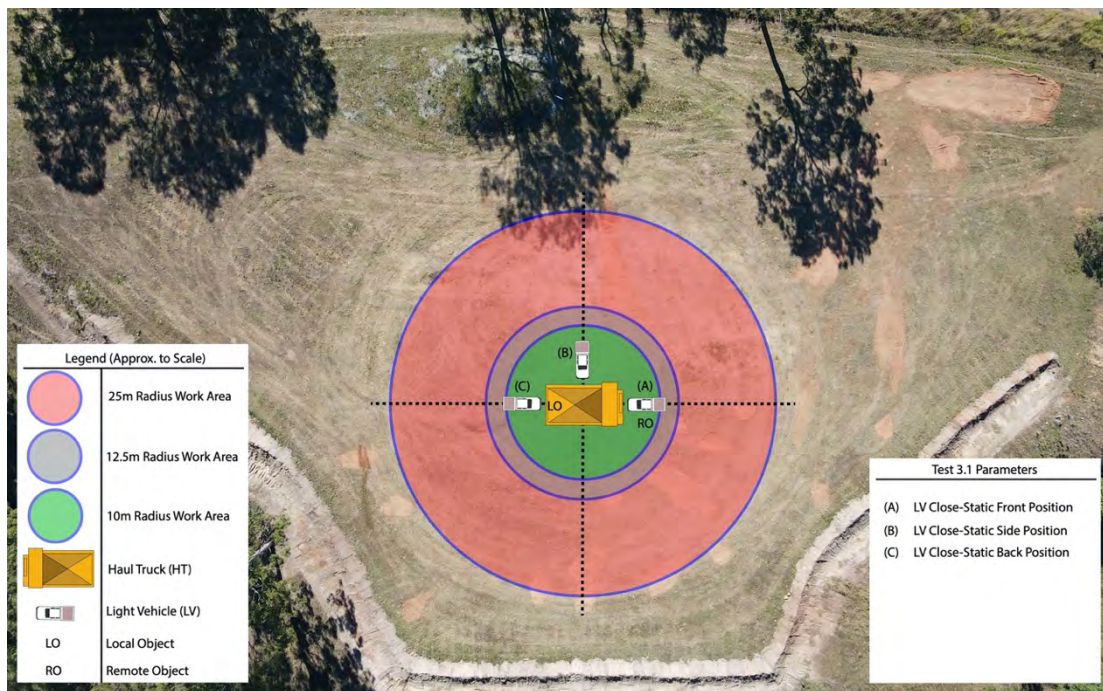 (B)
(C)
(A)
LO
RO
Legend (Approx. to Scale)
25m Radius Work Area
12.5m Radius Work Area
10m Radius Work Area
Haul Truck (HT)
Light Vehicle (LV)
LO Local Object
RO Remote Object
Test 3.1 Parameters
(A) LV Close-Static Front Position
(B) LV Close-Static Side Position
(C) LV Close-Static Back Position